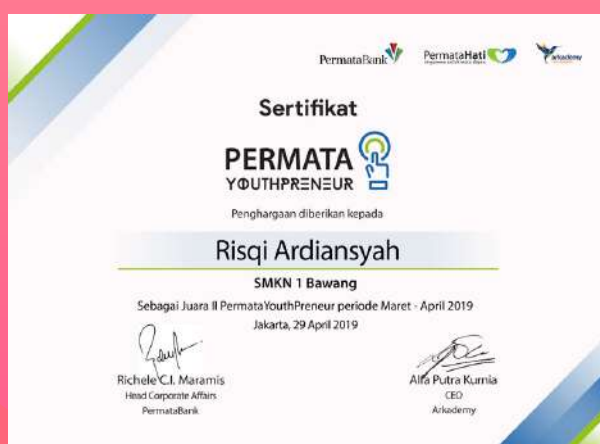 PermataBank PermataHati arkademy
Sertifikat
PERMATA
YOUTHPRENEUR
Penghargaan diberikan kepada
Risqi Ardiansyah
SMKN 1 Bawang
Sebagai Juara II PermataYouthPreneur periode Maret - April 2019
Jakarta, 29 April 2019
Richele C.I. Maramis
Head Corporate Affairs
PermataBank
Alfa Putra Kurnia
CEO
Arkademy